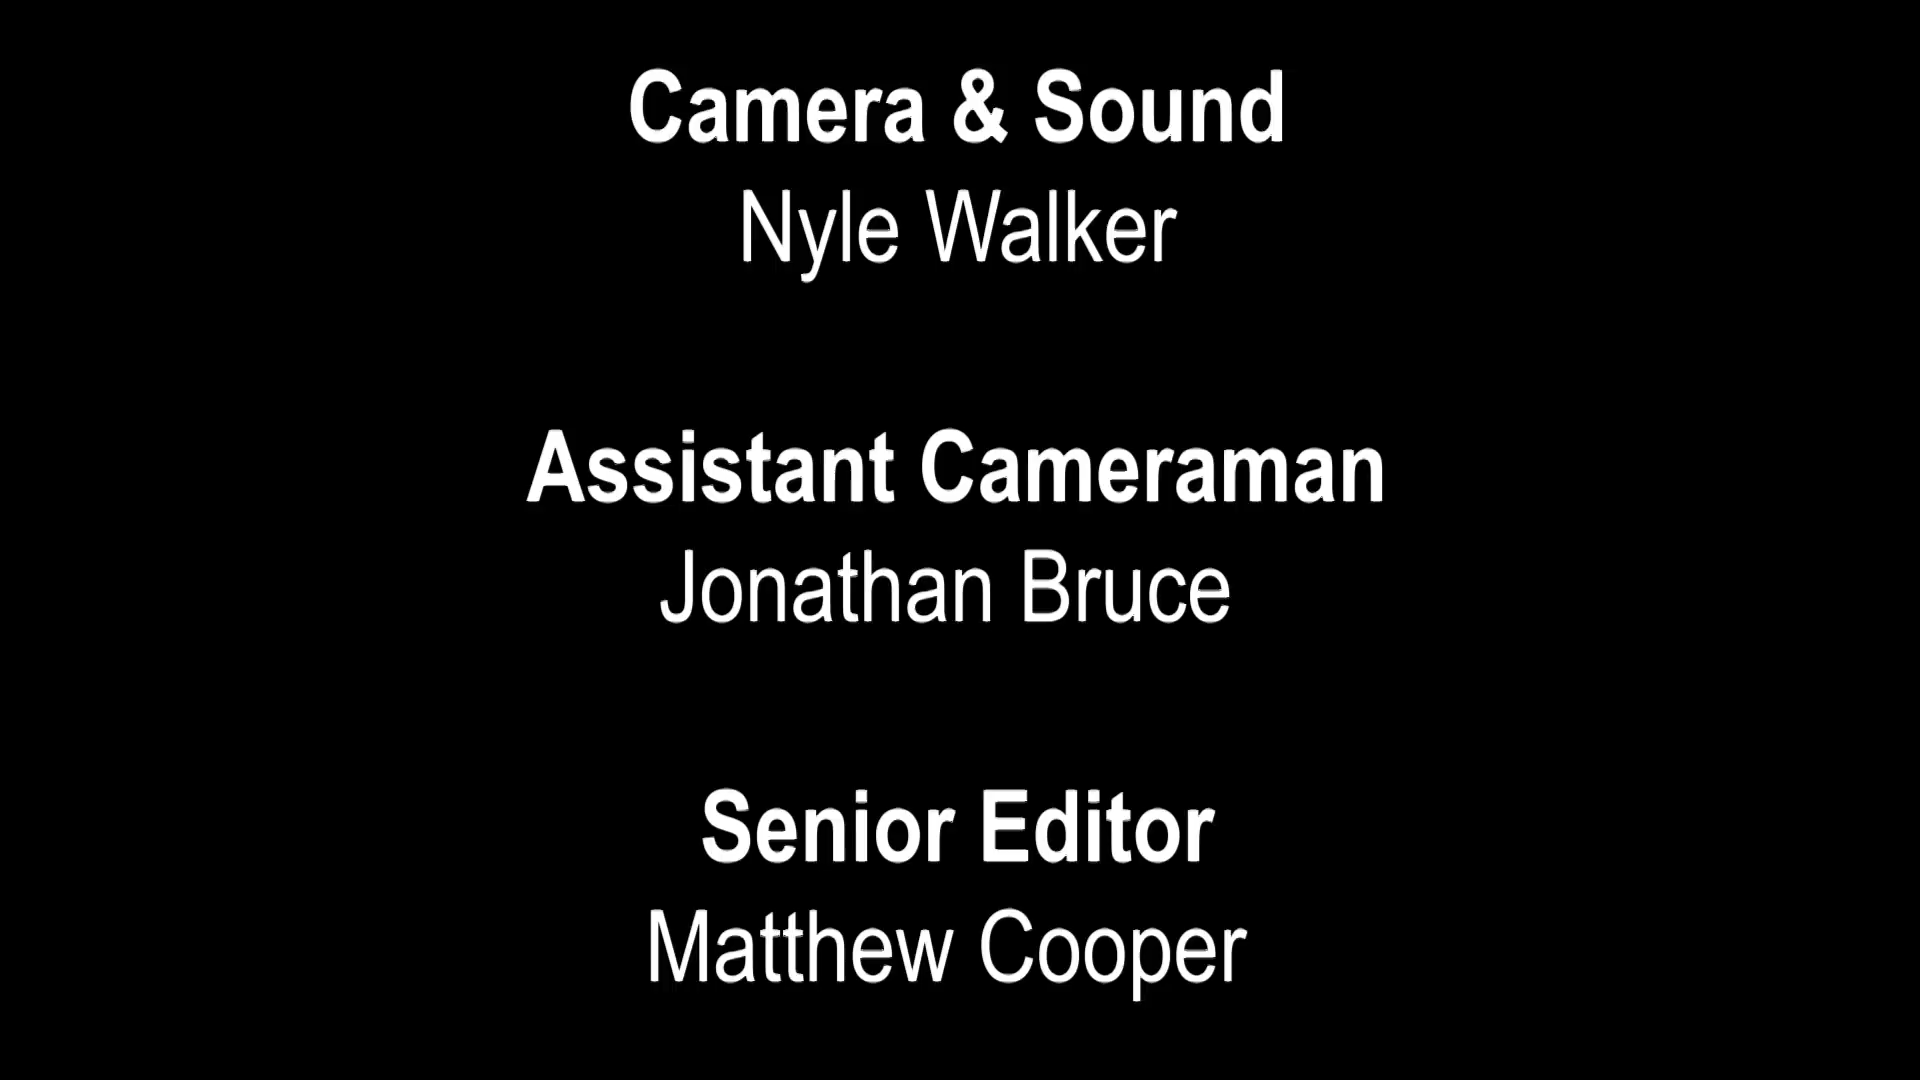 Camera & Sound
Nyle Walker
Assistant Cameraman
Jonathan Bruce
Senior Editor
Matthew Cooper